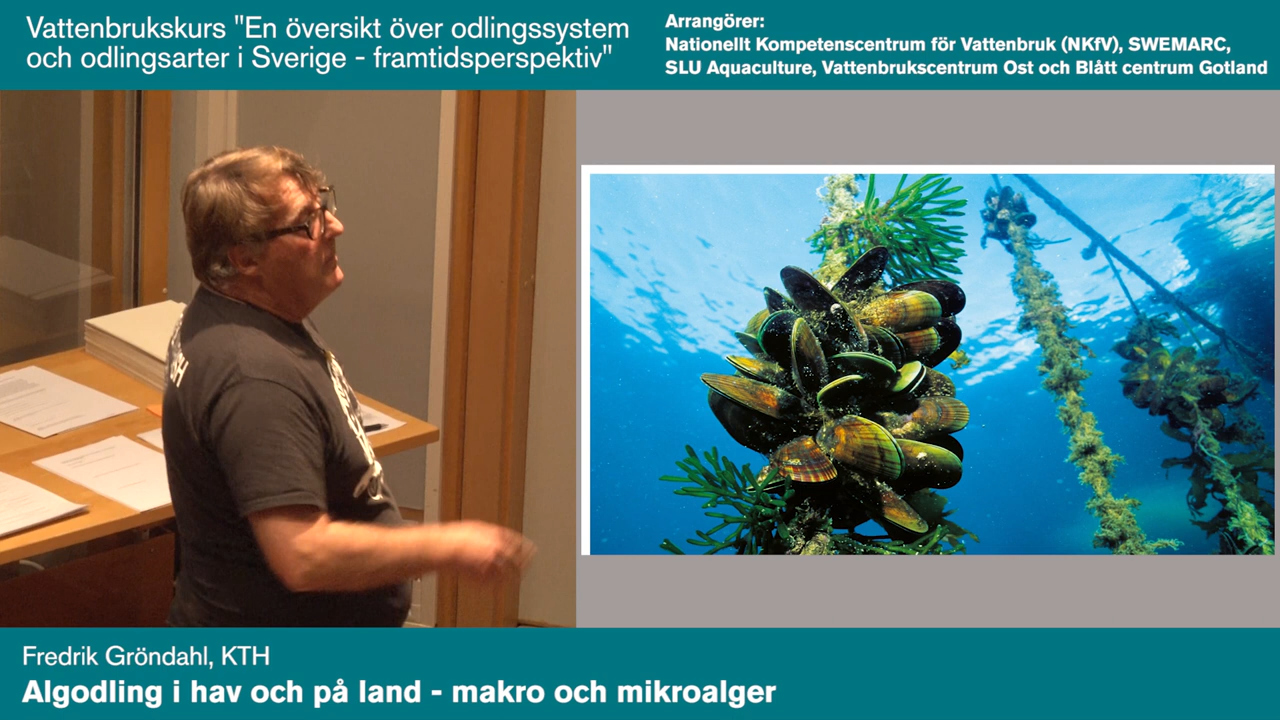 Vattenbrukskurs "En översikt över odlingssystem
och odlingsarter i Sverige - framtidsperspektiv"
Arrangörer:
Nationellt Kompetenscentrum för Vattenbruk (NKfV), SWEMARC,
SLU Aquaculture, Vattenbrukscentrum Ost och Blått centrum Gotland
Fredrik Gröndahl, KTH
Algodling i hav och på land - makro och mikroalger